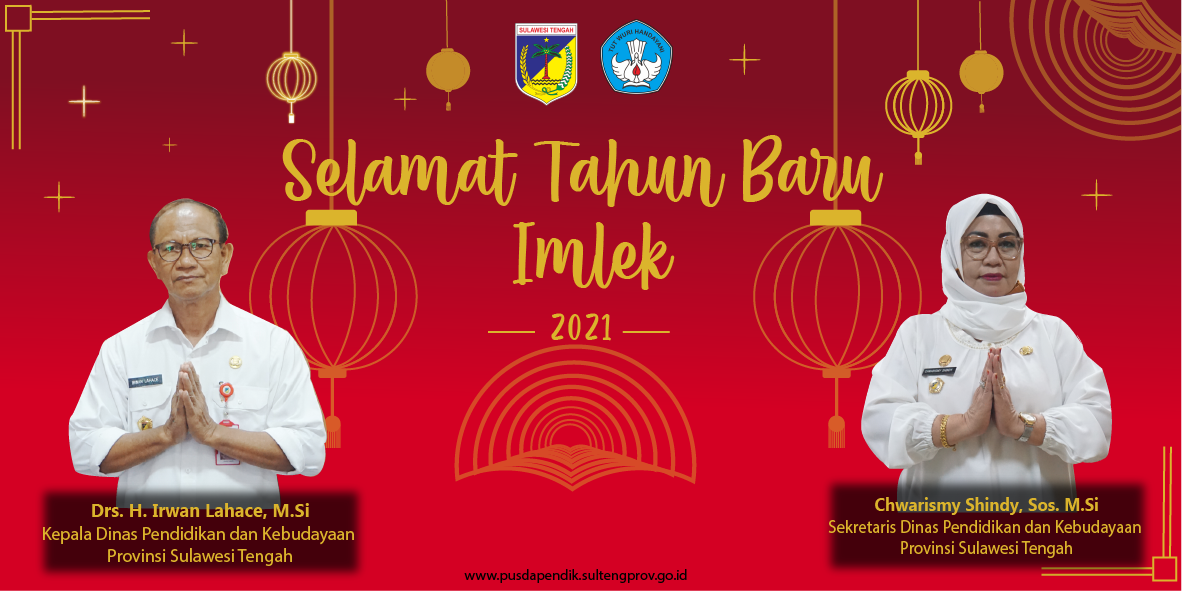 SULAWESI TENGAH
TUT WURI HANDAYANI
Selamat Tahun Baru
Imlek
2021
IRWAN LAHACE
Drs. H. Irwan Lahace, M.Si
Kepala Dinas Pendidikan dan Kebudayaan
Provinsi Sulawesi Tengah
Chwarismy Shindy, Sos. M.Si
Sekretaris Dinas Pendidikan dan Kebudayaan
Provinsi Sulawesi Tengah
www.pusdapendik.sultengprov.go.id